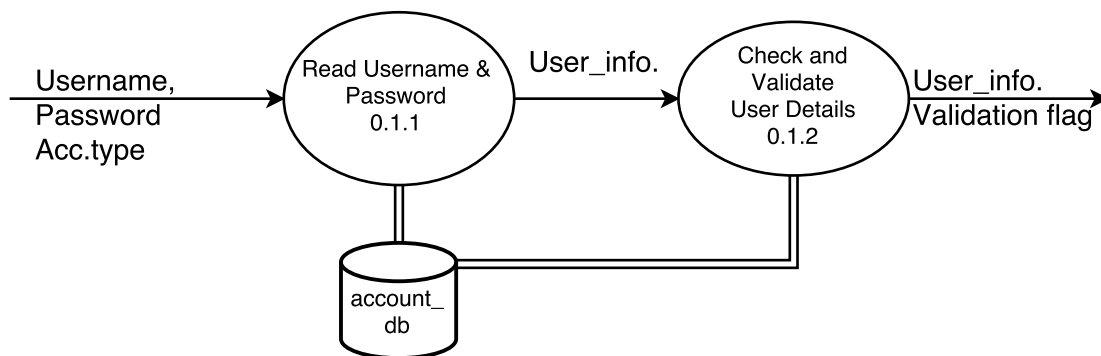 Username,
Password
Acc.type
Read Username &
Password
0.1.1
User_info.
Check and
Validate
User Details
0.1.2
User_info.
Validation flag
account_
db